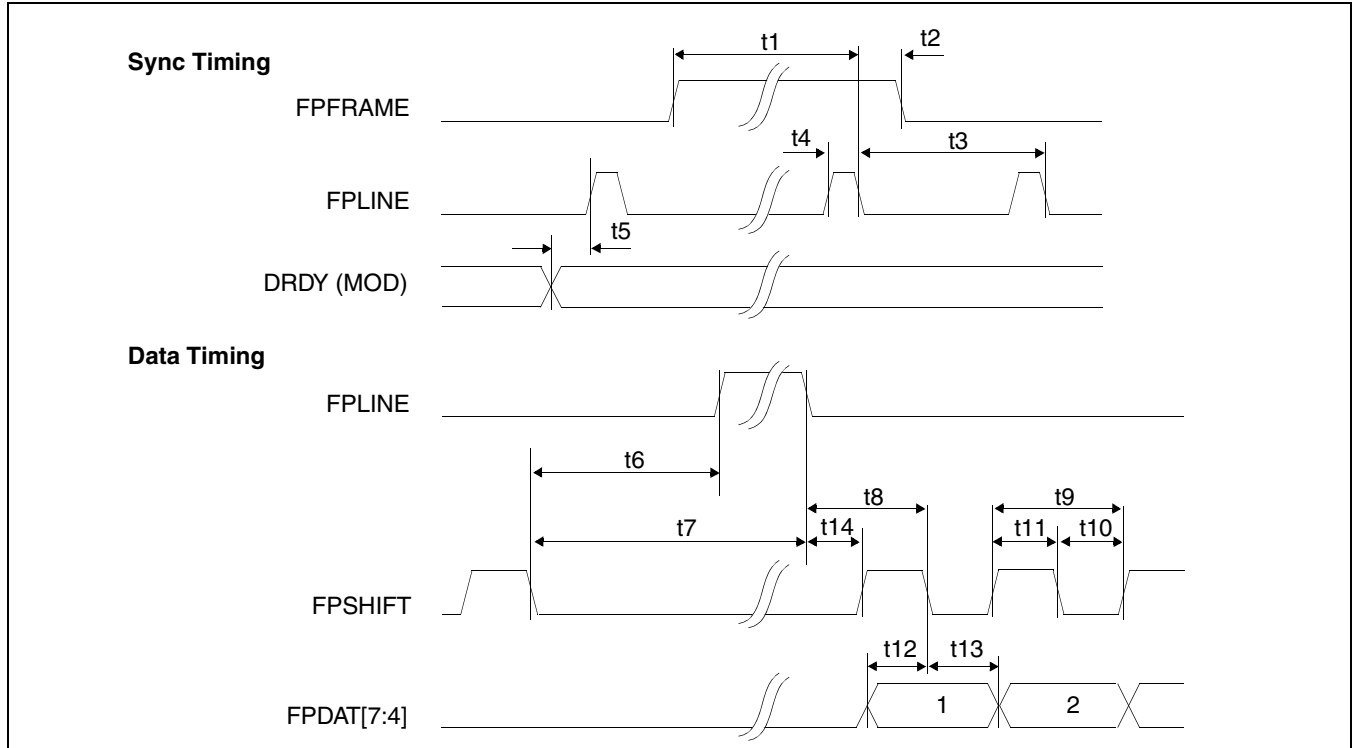 Sync Timing
t1
t2
FPFRAME
t4
t3
FPLINE
t5
DRDY (MOD)
Data Timing
FPLINE
t6
t8
t9
t7
t14
t11
t10
FPSHIFT
t12
t13
FPDAT[7:4]
1
2